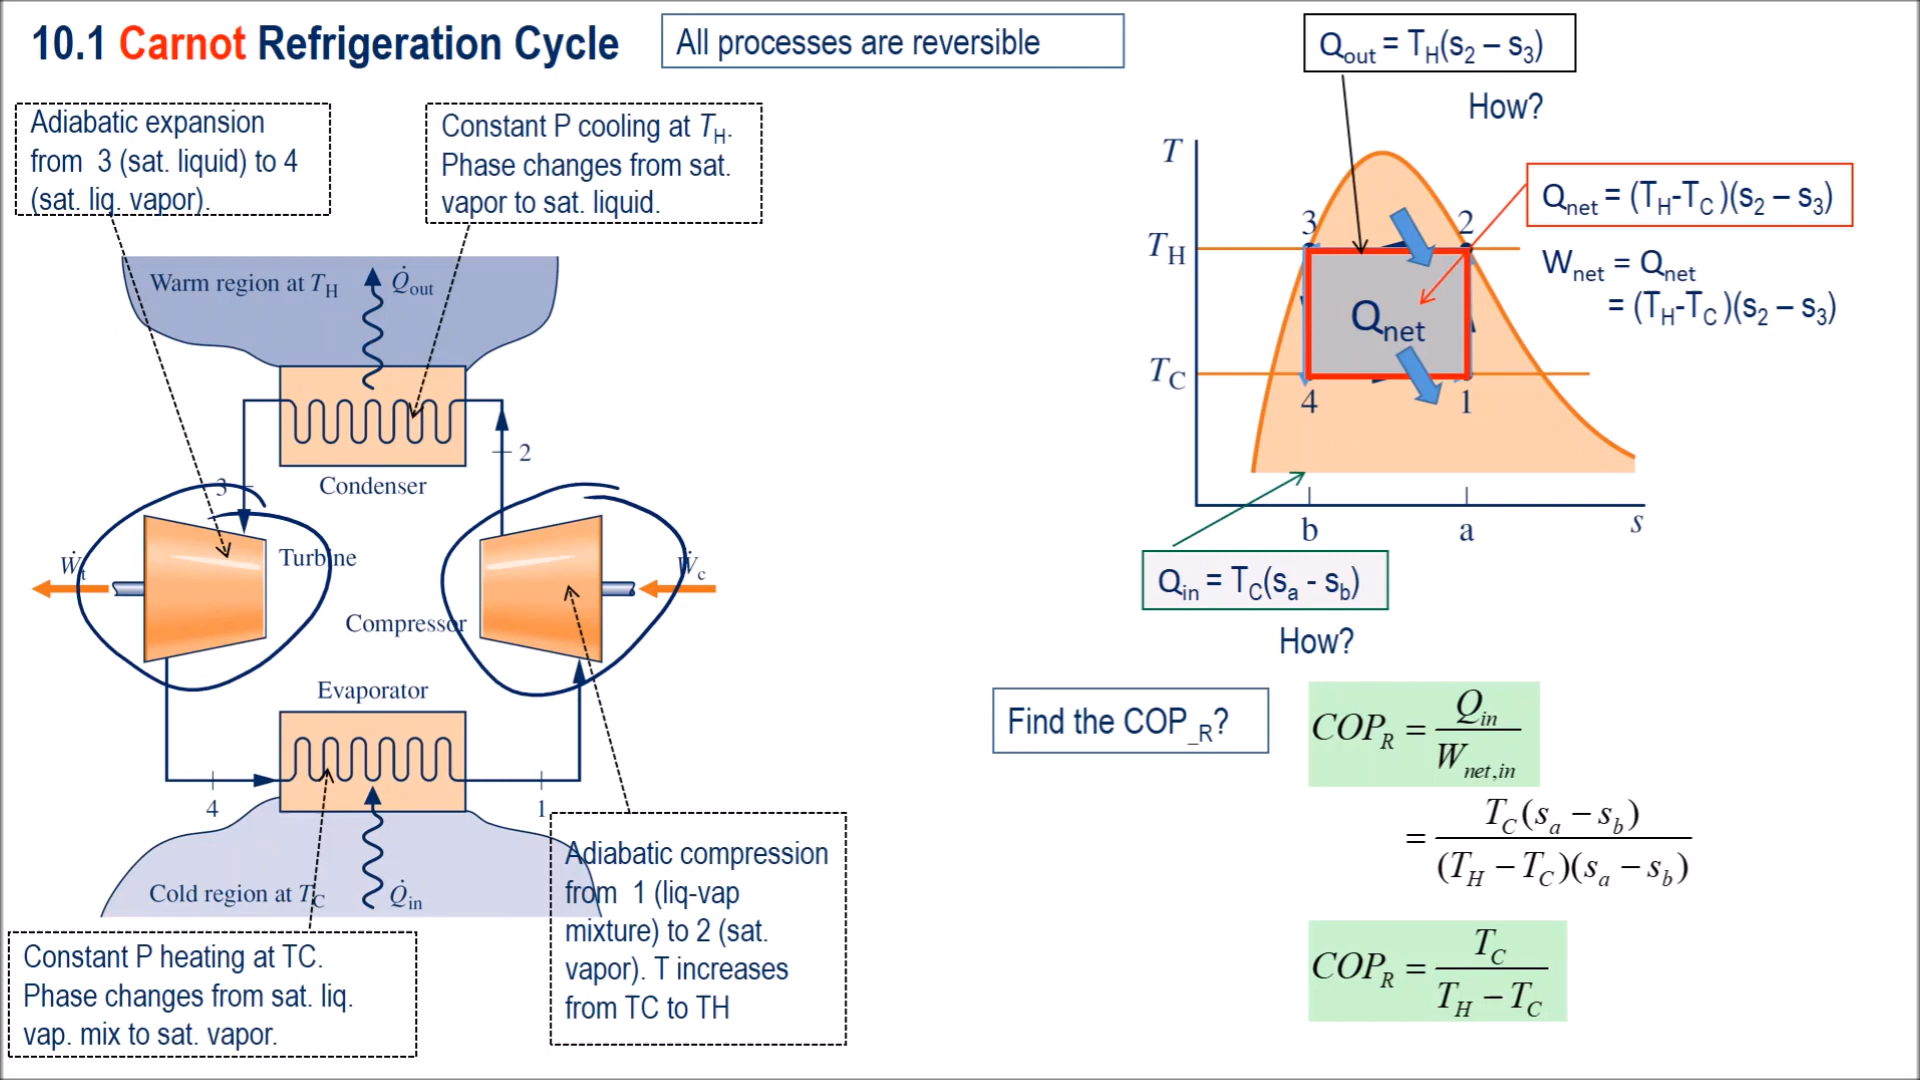 10.1 Carnot Refrigeration Cycle
All processes are reversible
Adiabatic expansion
from 3 (sat. liquid) to 4
(sat. liq. vapor).
Constant P cooling at T_H.
Phase changes from sat.
vapor to sat. liquid.
Warm region at T_H
Q̇_out
2
3
Condenser
Ẇ_t
Turbine
Ẇ_c
Compressor
Evaporator
4
1
Cold region at T_C
Q̇_in
Constant P heating at TC.
Phase changes from sat. liq.
vap. mix to sat. vapor.
Adiabatic compression
from 1 (liq-vap
mixture) to 2 (sat.
vapor). T increases
from TC to TH
Q_out = T_H(s_2 – s_3)
How?
T
Q_net = (T_H-T_C )(s_2 – s_3)
3
2
T_H
W_net = Q_net
= (T_H-T_C )(s_2 – s_3)
Q_net
T_C
4
1
b
a
s
Q_in = T_C(s_a - s_b)
How?
Find the COP_R?
COP_R = Q_in / W_net,in
= T_C(s_a − s_b) / (T_H − T_C)(s_a − s_b)
COP_R = T_C / T_H − T_C